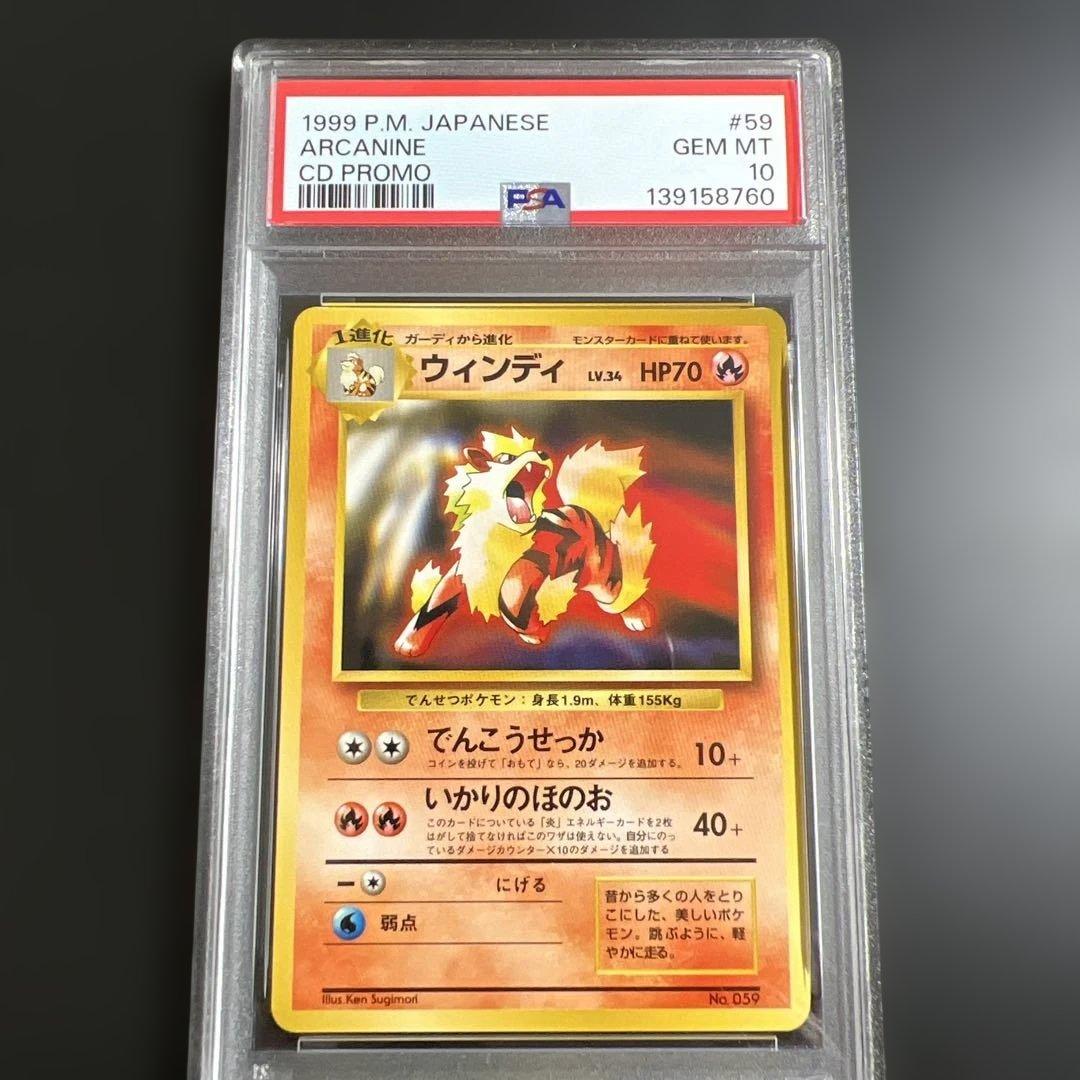 1999 P.M. JAPANESE #59
ARCANINE GEM MT
CD PROMO 10
PSA 139158760
1進化 ガーディから進化 モンスターカードに重ねて使います。
ウィンディ LV.34 HP70
でんせつポケモン：身長1.9m、体重155Kg
でんこうせっか 10+
コインを投げて「おもて」なら、20ダメージを追加する。
いかりのほのお 40+
このカードについている「炎」エネルギーカードを2枚
はがして捨てなければこのワザは使えない。自分にのっ
ているダメージカウンター×10のダメージを追加する
にげる
弱点
昔から多くの人をとり
こにした、美しいポケ
モン。跳ぶように、軽
やかに走る。
Illus.Ken Sugimori No.059